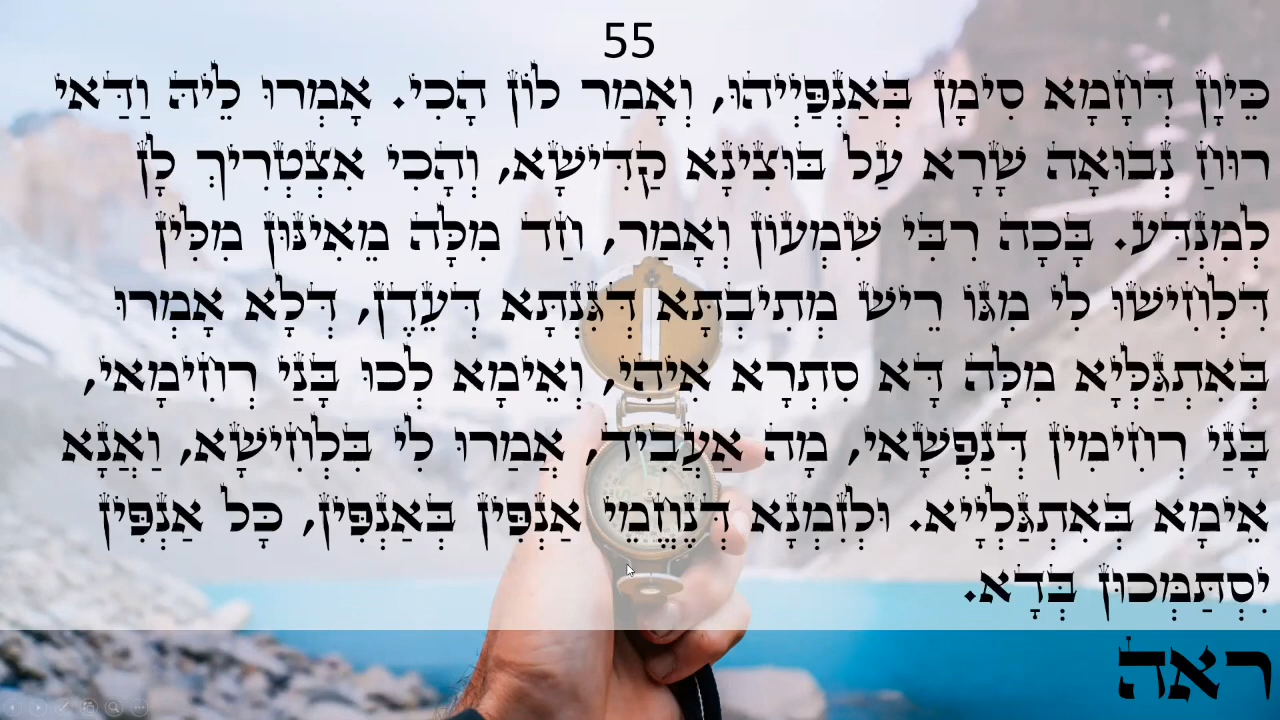 55
כֵּיוָן דְּחָמָא סִימָן בְּאַנְפַּיְיהוּ, וְאָמַר לוֹן הָכִי. אָמְרוּ לֵיהּ וַדַּאי
רוּחַ נְבוּאָה שָׁרָא עַל בּוּצִינָא קַדִּישָׁא, וְהָכִי אִצְטְרִיךְ לָן
לְמִנְדַּע. בָּכָה רִבִּי שִׁמְעוֹן וְאָמַר, חַד מִלָּה מֵאִינּוּן מִלִּין
דִּלְחִישׁוּ לִי מִגּוֹ רֵישׁ מְתִיבְתָּא דְּגִנְתָּא דְּעֵדֶן, דְּלָא אָמְרוּ
בְּאִתְגַּלְּיָא מִלָּה דָּא סִתְרָא אִיהִי, וְאֵימָא לְכוּ בָּנַי רְחִימָאי,
בָּנַי רְחִימִין דְּנַפְשָׁאי, מָה אַעֲבִיד, אֲמַרוּ לִי בִּלְחִישָׁא, וַאֲנָא
אֵימָא בְּאִתְגַּלְיָיא. וּלְזִמְנָא דְּנֶחֱמֵי אַנְפִּין בְּאַנְפִּין, כָּל אַנְפִּין
יִסְתַּמְּכוּן בְּדָא.
ראה